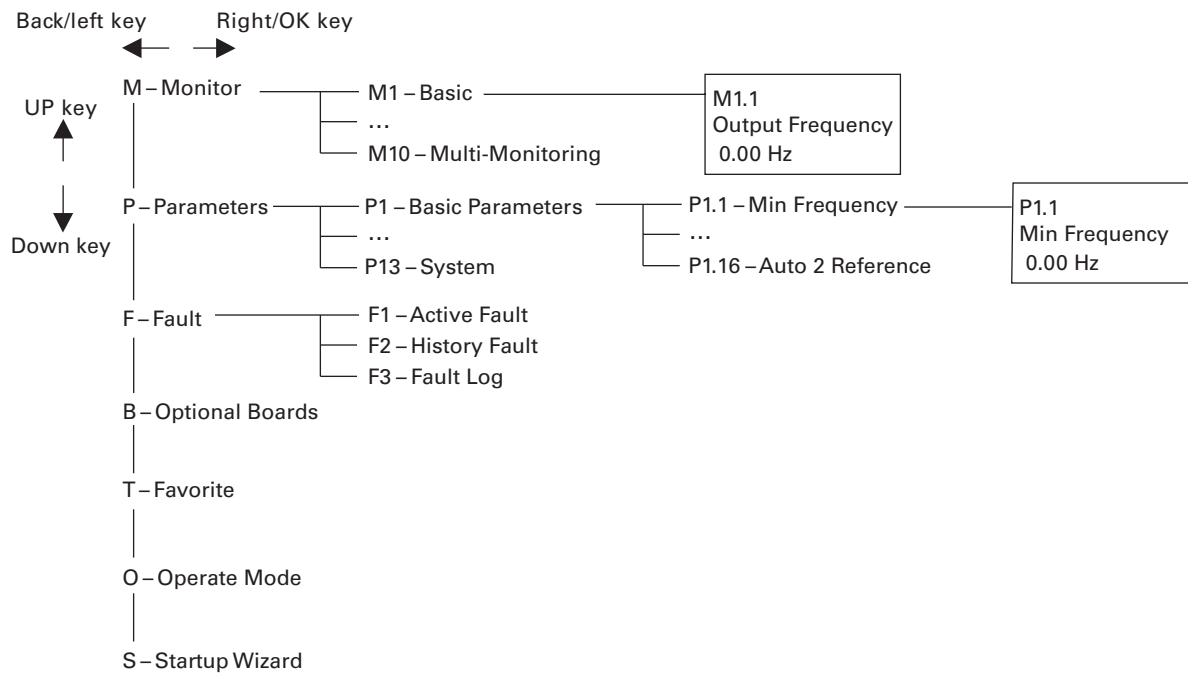 Back/left key
Right/OK key
UP key
Down key
M – Monitor
M1 – Basic
...
M10 – Multi-Monitoring
M1.1
Output Frequency
0.00 Hz
P – Parameters
P1 – Basic Parameters
...
P13 – System
P1.1 – Min Frequency
...
P1.16 – Auto 2 Reference
P1.1
Min Frequency
0.00 Hz
F – Fault
F1 – Active Fault
F2 – History Fault
F3 – Fault Log
B – Optional Boards
T – Favorite
O – Operate Mode
S – Startup Wizard